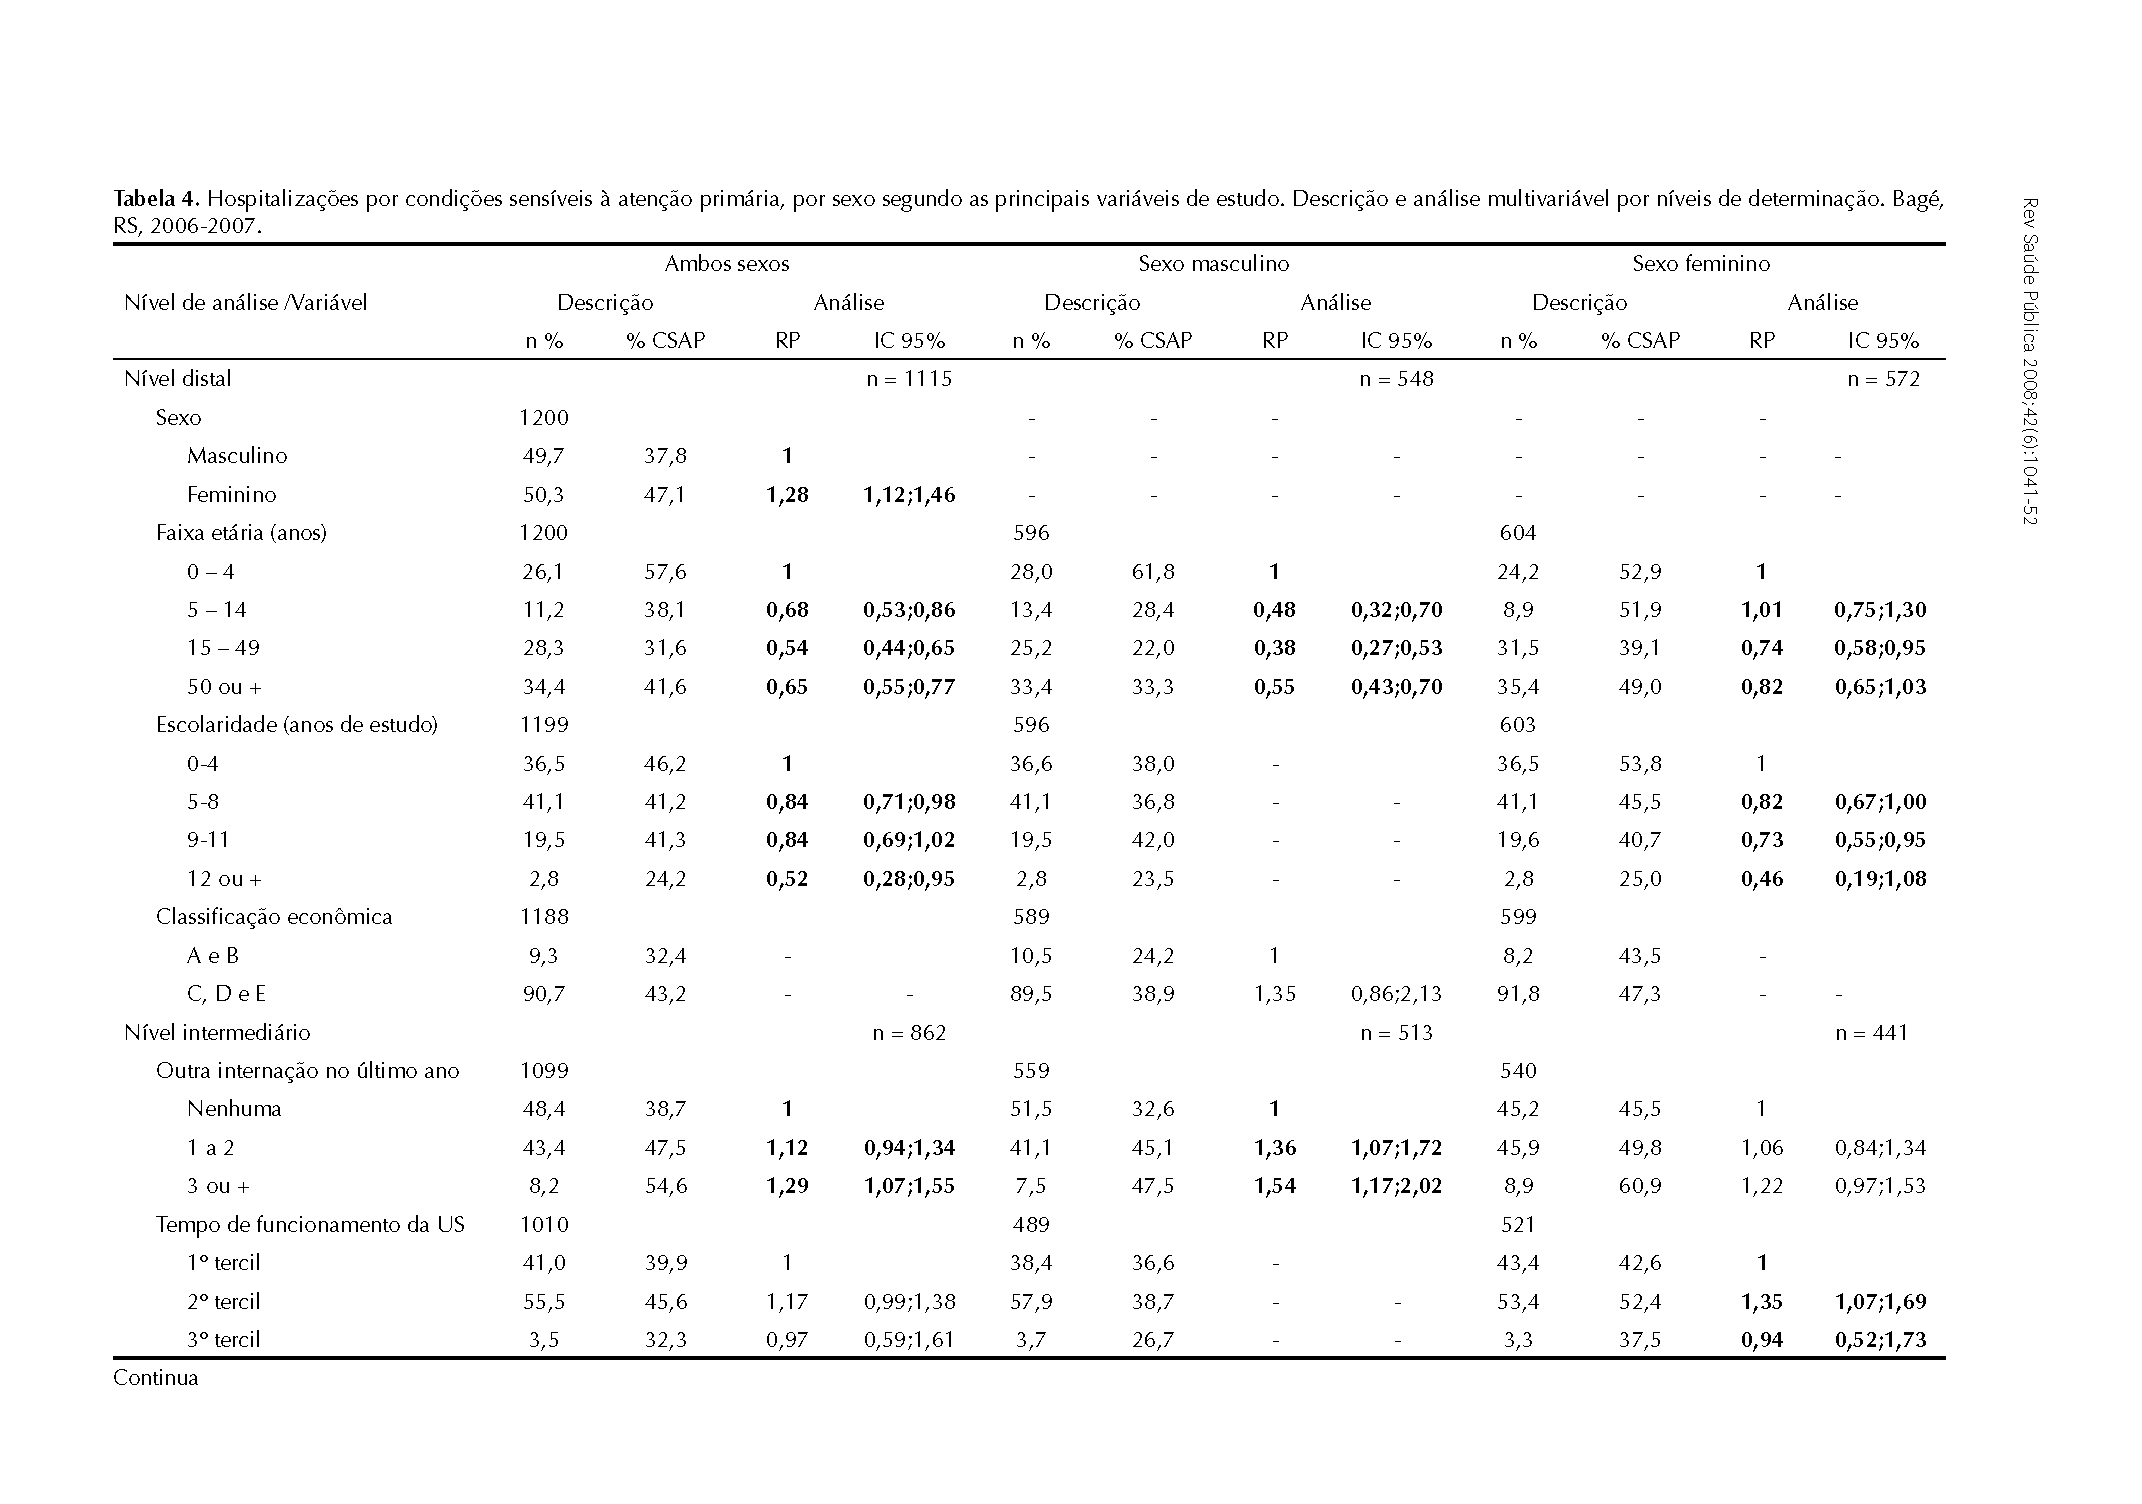 Tabela 4. Hospitalizações por condições sensíveis à atenção primária, por sexo segundo as principais variáveis de estudo. Descrição e análise multivariável por níveis de determinação. Bagé,
RS, 2006-2007.
Ambos sexos Sexo masculino Sexo feminino
Nível de análise /Variável Descrição Análise Descrição Análise Descrição Análise
n % % CSAP RP IC 95% n % % CSAP RP IC 95% n % % CSAP RP IC 95%
Nível distal n = 1115 n = 548 n = 572
Sexo 1200 - - - - - -
Masculino 49,7 37,8 1 - - - - - - - -
Feminino 50,3 47,1 1,28 1,12;1,46 - - - - - - - -
Faixa etária (anos) 1200 596 604
0 – 4 26,1 57,6 1 28,0 61,8 1 24,2 52,9 1
5 – 14 11,2 38,1 0,68 0,53;0,86 13,4 28,4 0,48 0,32;0,70 8,9 51,9 1,01 0,75;1,30
15 – 49 28,3 31,6 0,54 0,44;0,65 25,2 22,0 0,38 0,27;0,53 31,5 39,1 0,74 0,58;0,95
50 ou + 34,4 41,6 0,65 0,55;0,77 33,4 33,3 0,55 0,43;0,70 35,4 49,0 0,82 0,65;1,03
Escolaridade (anos de estudo) 1199 596 603
0-4 36,5 46,2 1 36,6 38,0 - 36,5 53,8 1
5-8 41,1 41,2 0,84 0,71;0,98 41,1 36,8 - - 41,1 45,5 0,82 0,67;1,00
9-11 19,5 41,3 0,84 0,69;1,02 19,5 42,0 - - 19,6 40,7 0,73 0,55;0,95
12 ou + 2,8 24,2 0,52 0,28;0,95 2,8 23,5 - - 2,8 25,0 0,46 0,19;1,08
Classificação econômica 1188 589 599
A e B 9,3 32,4 - 10,5 24,2 1 8,2 43,5 -
C, D e E 90,7 43,2 - - 89,5 38,9 1,35 0,86;2,13 91,8 47,3 - -
Nível intermediário n = 862 n = 513 n = 441
Outra internação no último ano 1099 559 540
Nenhuma 48,4 38,7 1 51,5 32,6 1 45,2 45,5 1
1 a 2 43,4 47,5 1,12 0,94;1,34 41,1 45,1 1,36 1,07;1,72 45,9 49,8 1,06 0,84;1,34
3 ou + 8,2 54,6 1,29 1,07;1,55 7,5 47,5 1,54 1,17;2,02 8,9 60,9 1,22 0,97;1,53
Tempo de funcionamento da US 1010 489 521
1º tercil 41,0 39,9 1 38,4 36,6 - 43,4 42,6 1
2º tercil 55,5 45,6 1,17 0,99;1,38 57,9 38,7 - - 53,4 52,4 1,35 1,07;1,69
3º tercil 3,5 32,3 0,97 0,59;1,61 3,7 26,7 - - 3,3 37,5 0,94 0,52;1,73
Continua
Rev Saúde Pública 2008;42(6):1041-52